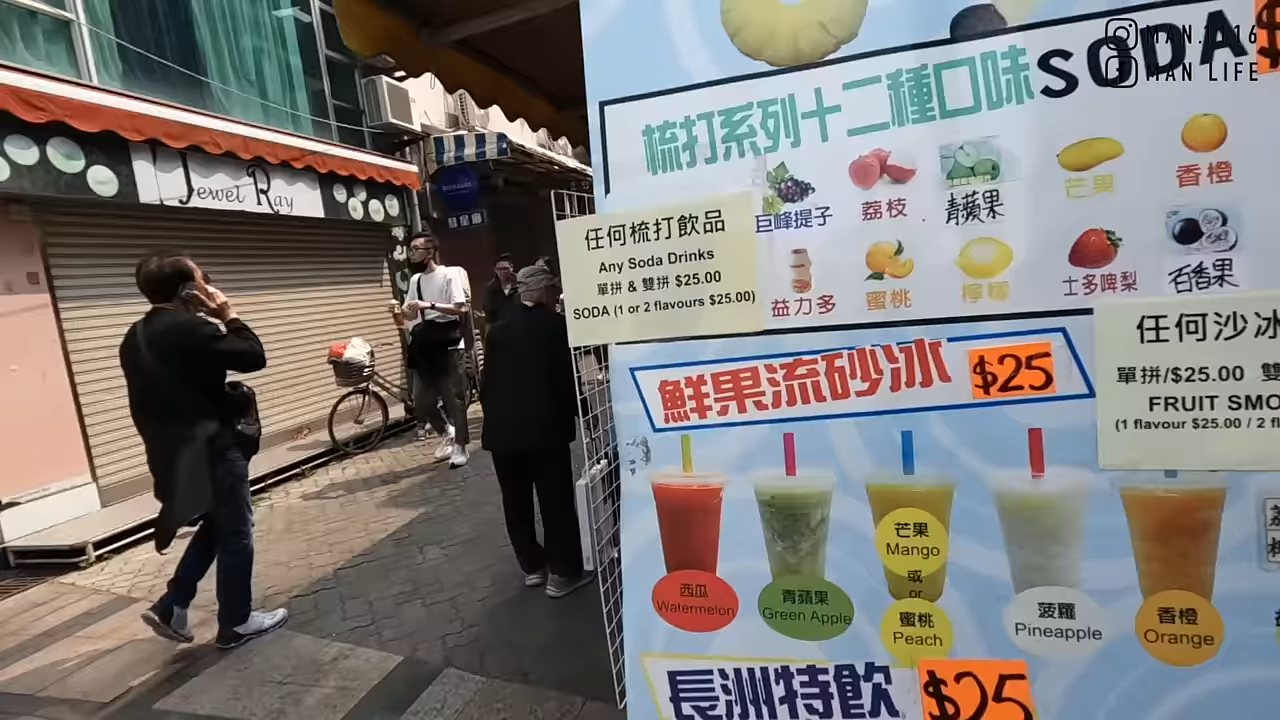 MAN LIFE
Jewel Ray
彗星廊
梳打系列十二種口味 SODA
巨峰提子
荔枝
青蘋果
芒果
香橙
益力多
蜜桃
檸檬
士多啤梨
百香果
任何梳打飲品
Any Soda Drinks
單拼 & 雙拼 $25.00
SODA (1 or 2 flavours $25.00)
鮮果流砂冰 $25
任何沙冰
單拼/$25.00 雙
FRUIT SMO
(1 flavour $25.00 / 2 fl
西瓜
Watermelon
青蘋果
Green Apple
芒果
Mango
或
or
蜜桃
Peach
菠蘿
Pineapple
香橙
Orange
長洲特飲 $25